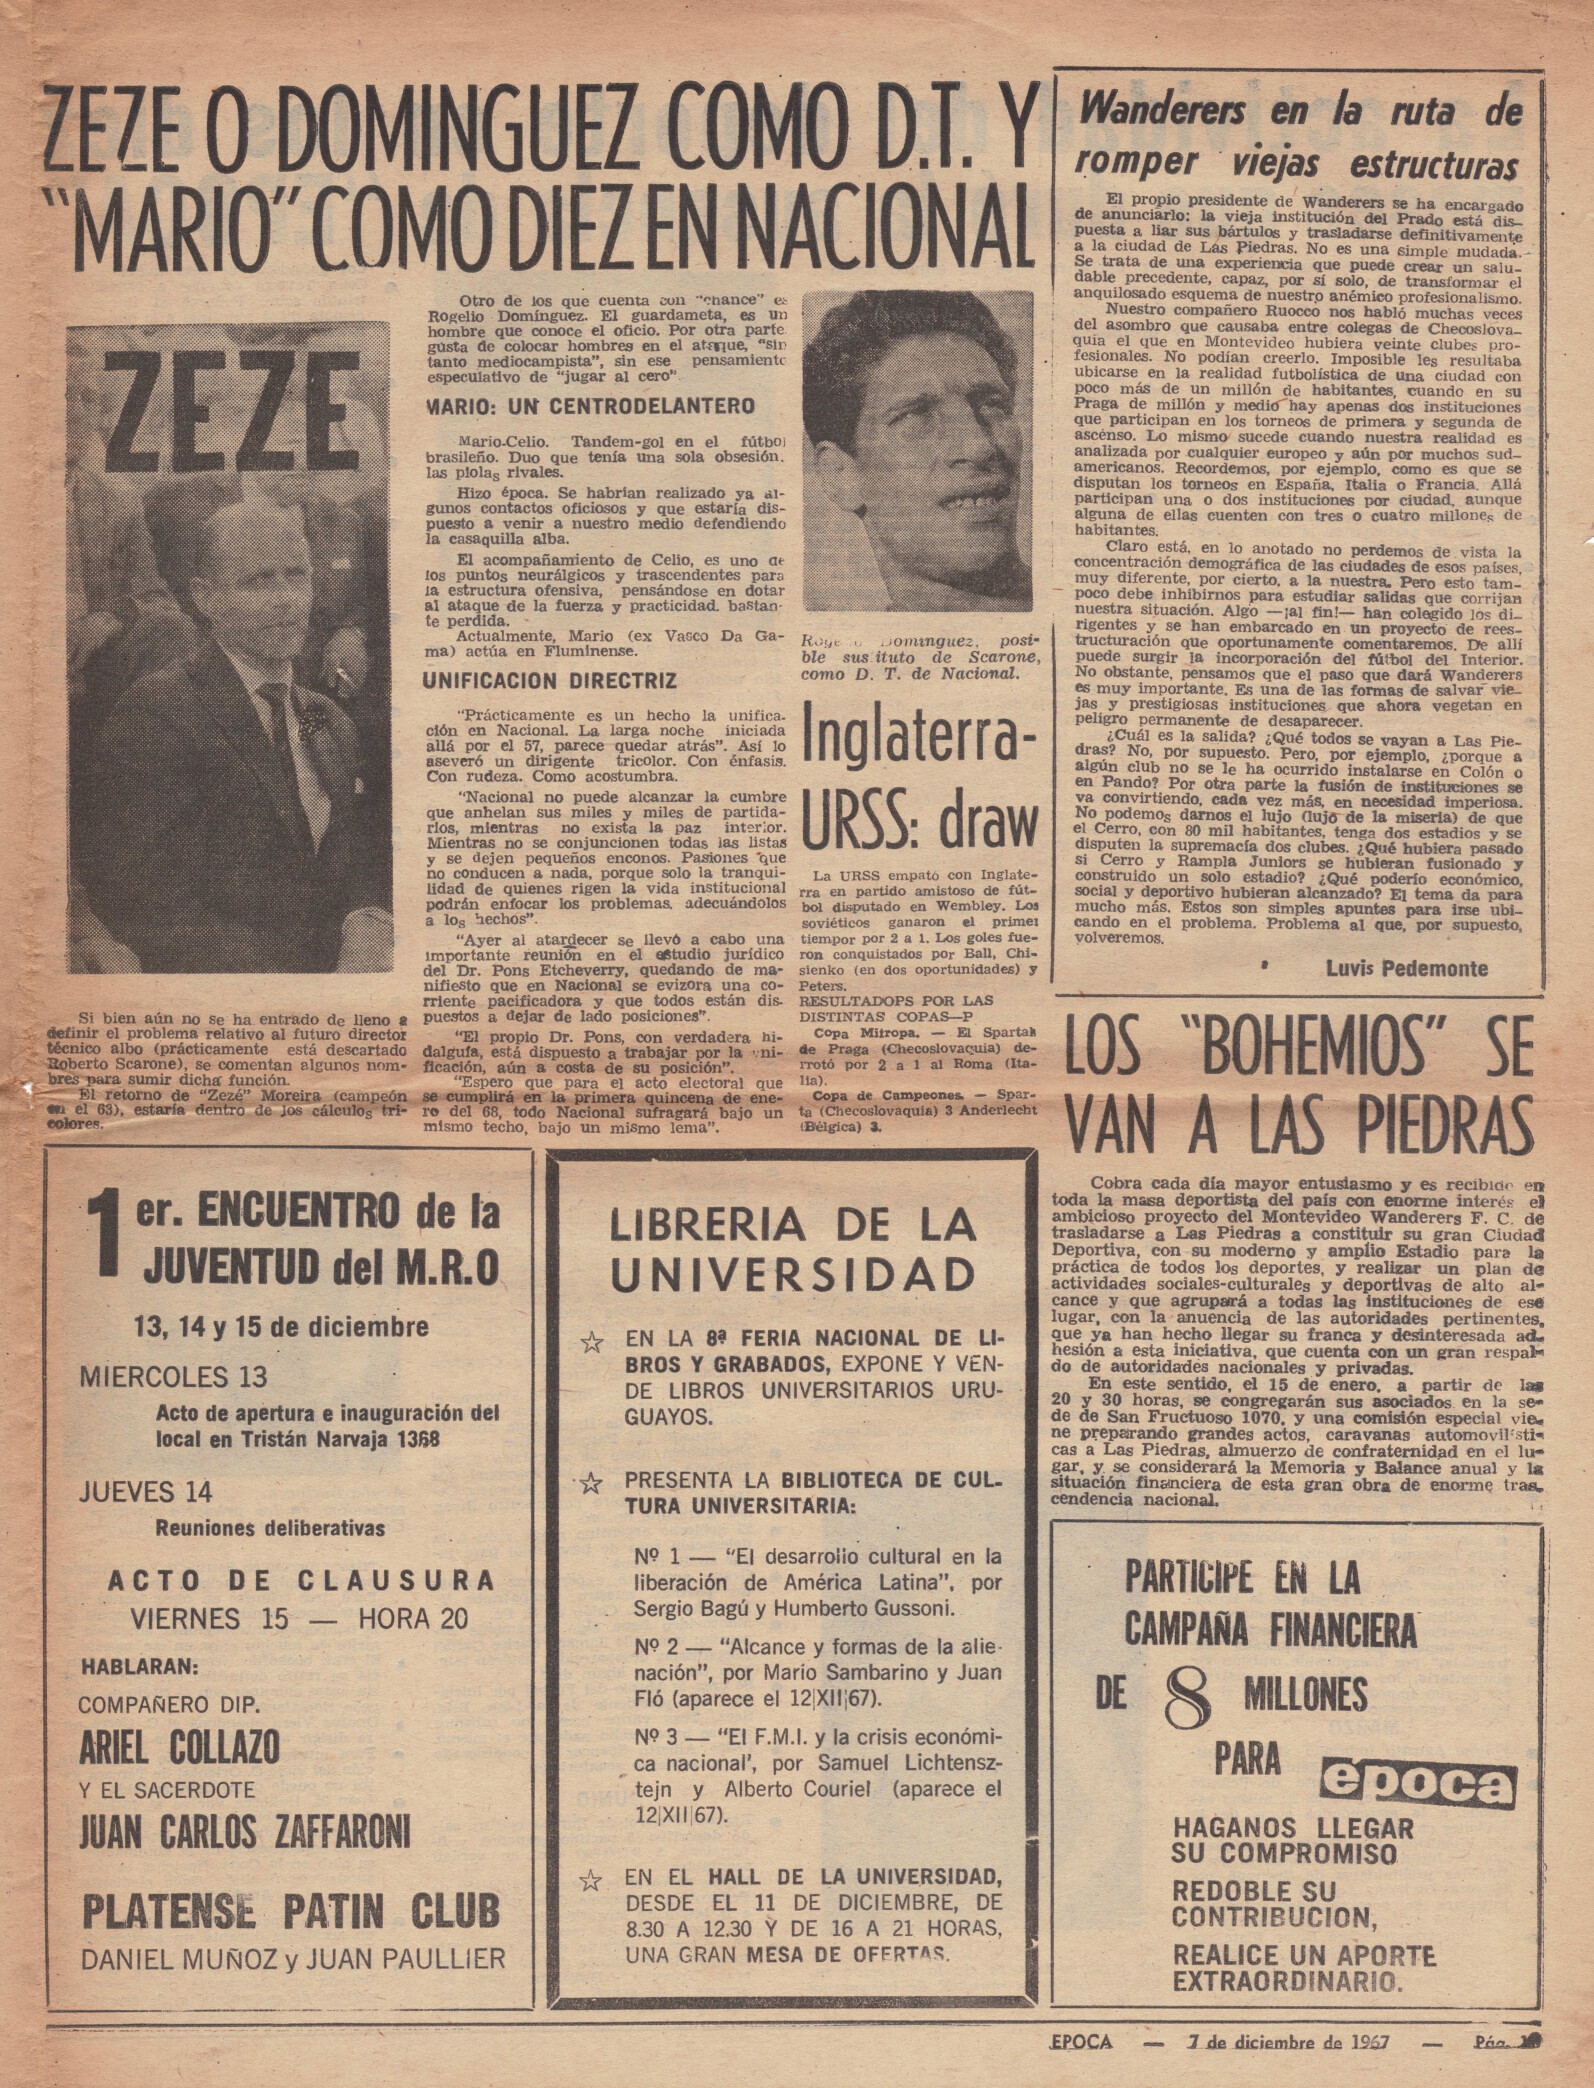 ZEZE O DOMINGUEZ COMO D.T. Y
"MARIO" COMO DIEZ EN NACIONAL
ZEZE
Si bien aún no se ha entrado de lleno a
definir el problema relativo al futuro director
técnico albo (prácticamente está descartado
Roberto Scarone), se comentan algunos nom-
bres para sumir dicha función.
El retorno de "Zezé" Moreira (campeón
en el 63), estaría dentro de los cálculos tri-
colores.
Otro de los que cuenta con "chance" es
Rogelio Domínguez. El guardameta, es un
hombre que conoce el oficio. Por otra parte
gusta de colocar hombres en el ataque, "sin
tanto mediocampista", sin ese pensamiento
especulativo de "jugar al cero".
MARIO: UN CENTRODELANTERO
Mario-Celio. Tandem-gol en el fútbol
brasileño. Duo que tenía una sola obsesión,
las piolas rivales.
Hizo época. Se habrían realizado ya al-
gunos contactos oficiosos y que estaría dis-
puesto a venir a nuestro medio defendiendo
la casaquilla alba.
El acompañamiento de Celio, es uno de
los puntos neurálgicos y trascendentes para
la estructura ofensiva, pensándose en dotar
al ataque de la fuerza y practicidad. bastan-
te perdida.
Actualmente, Mario (ex Vasco Da Ga-
ma) actúa en Fluminense.
UNIFICACION DIRECTRIZ
"Prácticamente es un hecho la unifica-
ción en Nacional. La larga noche iniciada
allá por el 57, parece quedar atrás". Así lo
aseveró un dirigente tricolor. Con énfasis.
Con rudeza. Como acostumbra.
"Nacional no puede alcanzar la cumbre
que anhelan sus miles y miles de partida-
rios, mientras no exista la paz interior.
Mientras no se conjuncionen todas las listas
y se dejen pequeños enconos. Pasiones que
no conducen a nada, porque solo la tranqui-
lidad de quienes rigen la vida institucional
podrán enfocar los problemas, adecuándolos
a los hechos".
"Ayer al atardecer se llevó a cabo una
importante reunión en el estudio jurídico
del Dr. Pons Etcheverry, quedando de ma-
nifiesto que en Nacional se evizora una co-
rriente pacificadora y que todos están dis-
puestos a dejar de lado posiciones".
"El propio Dr. Pons, con verdadera hi-
dalguía, está dispuesto a trabajar por la uni-
ficación, aún a costa de su posición".
"Espero que para el acto electoral que
se cumplirá en la primera quincena de ene-
ro del 68, todo Nacional sufragará bajo un
mismo techo, bajo un mismo lema".
Domínguez, posi-
ble sustituto de Scarone,
como D. T. de Nacional.
Inglaterra-
URSS: draw
La URSS empató con Inglate-
rra en partido amistoso de fút-
bol disputado en Wembley. Los
soviéticos ganaron el primer
tiempor por 2 a 1. Los goles fue-
ron conquistados por Ball, Chi-
sienko (en dos oportunidades) y
Peters.
RESULTADOPS POR LAS
DISTINTAS COPAS—P
Copa Mitropa. — El Spartak
de Praga (Checoslovaquia) de-
rrotó por 2 a 1 al Roma (Ita-
lia).
Copa de Campeones. — Spar-
ta (Checoslovaquia) 3 Anderlecht
(Bélgica) 3.
Wanderers en la ruta de
romper viejas estructuras
El propio presidente de Wanderers se ha encargado
de anunciarlo: la vieja institución del Prado está dis-
puesta a liar sus bártulos y trasladarse definitivamente
a la ciudad de Las Piedras. No es una simple mudada.
Se trata de una experiencia que puede crear un salu-
dable precedente, capaz, por sí solo, de transformar el
anquilosado esquema de nuestro anémico profesionalismo.
Nuestro compañero Ruocco nos habló muchas veces
del asombro que causaba entre colegas de Checoslova-
quia el que en Montevideo hubiera veinte clubes pro-
fesionales. No podían creerlo. Imposible les resultaba
ubicarse en la realidad futbolística de una ciudad con
poco más de un millón de habitantes, cuando en su
Praga de millón y medio hay apenas dos instituciones
que participan en los torneos de primera y segunda de
ascénso. Lo mismo sucede cuando nuestra realidad es
analizada por cualquier europeo y aún por muchos sud-
americanos. Recordemos, por ejemplo, como es que se
disputan los torneos en España, Italia o Francia. Allá
participan una o dos instituciones por ciudad, aunque
alguna de ellas cuenten con tres o cuatro millones de
habitantes.
Claro está, en lo anotado no perdemos de vista la
concentración demográfica de las ciudades de esos países,
muy diferente, por cierto, a la nuestra. Pero esto tam-
poco debe inhibirnos para estudiar salidas que corrijan
nuestra situación. Algo —¡al fin!— han colegido los di-
rigentes y se han embarcado en un proyecto de rees-
tructuración que oportunamente comentaremos. De allí
puede surgir la incorporación del fútbol del Interior.
No obstante, pensamos que el paso que dará Wanderers
es muy importante. Es una de las formas de salvar vie-
jas y prestigiosas instituciones que ahora vegetan en
peligro permanente de desaparecer.
¿Cuál es la salida? ¿Qué todos se vayan a Las Pie-
dras? No, por supuesto. Pero, por ejemplo, ¿porque a
algún club no se le ha ocurrido instalarse en Colón o
en Pando? Por otra parte la fusión de instituciones se
va convirtiendo, cada vez más, en necesidad imperiosa.
No podemos darnos el lujo (lujo de la miseria) de que
el Cerro, con 80 mil habitantes, tenga dos estadios y se
disputen la supremacía dos clubes. ¿Qué hubiera pasado
si Cerro y Rampla Juniors se hubieran fusionado y
construido un solo estadio? ¿Qué poderío económico,
social y deportivo hubieran alcanzado? El tema da para
mucho más. Estos son simples apuntes para irse ubi-
cando en el problema. Problema al que, por supuesto,
volveremos.
Luvis Pedemonte
LOS "BOHEMIOS" SE
VAN A LAS PIEDRAS
Cobra cada día mayor entusiasmo y es recibido en
toda la masa deportista del país con enorme interés el
ambicioso proyecto del Montevideo Wanderers F. C. de
trasladarse a Las Piedras a constituir su gran Ciudad
Deportiva, con su moderno y amplio Estadio para la
práctica de todos los deportes, y realizar un plan de
actividades sociales-culturales y deportivas de alto al-
cance y que agrupará a todas las instituciones de ese
lugar, con la anuencia de las autoridades pertinentes,
que ya han hecho llegar su franca y desinteresada ad-
hesión a esta iniciativa, que cuenta con un gran respal-
do de autoridades nacionales y privadas.
En este sentido, el 15 de enero, a partir de las
20 y 30 horas, se congregarán sus asociados en la se-
de de San Fructuoso 1070, y una comisión especial vie-
ne preparando grandes actos, caravanas automovilísti-
cas a Las Piedras, almuerzo de confraternidad en el lu-
gar, y se considerará la Memoria y Balance anual y la
situación financiera de esta gran obra de enorme tras-
cendencia nacional.
1er. ENCUENTRO de la
JUVENTUD del M.R.O
13, 14 y 15 de diciembre
MIERCOLES 13
Acto de apertura e inauguración del
local en Tristán Narvaja 1368
JUEVES 14
Reuniones deliberativas
ACTO DE CLAUSURA
VIERNES 15 — HORA 20
HABLARAN:
COMPAÑERO DIP.
ARIEL COLLAZO
Y EL SACERDOTE
JUAN CARLOS ZAFFARONI
PLATENSE PATIN CLUB
DANIEL MUÑOZ y JUAN PAULLIER
LIBRERIA DE LA
UNIVERSIDAD
☆ EN LA 8ª FERIA NACIONAL DE LI-
BROS Y GRABADOS, EXPONE Y VEN-
DE LIBROS UNIVERSITARIOS URU-
GUAYOS.
☆ PRESENTA LA BIBLIOTECA DE CUL-
TURA UNIVERSITARIA:
Nº 1 — "El desarrollo cultural en la
liberación de América Latina", por
Sergio Bagú y Humberto Gussoni.
Nº 2 — "Alcance y formas de la alie-
nación", por Mario Sambarino y Juan
Fló (aparece el 12|XII|67).
Nº 3 — "El F.M.I. y la crisis económi-
ca nacional', por Samuel Lichtensz-
tejn y Alberto Couriel (aparece el
12|XII|67).
☆ EN EL HALL DE LA UNIVERSIDAD,
DESDE EL 11 DE DICIEMBRE, DE
8.30 A 12.30 Y DE 16 A 21 HORAS,
UNA GRAN MESA DE OFERTAS.
PARTICIPE EN LA
CAMPAÑA FINANCIERA
DE 8 MILLONES
PARA epoca
HAGANOS LLEGAR
SU COMPROMISO
REDOBLE SU
CONTRIBUCION,
REALICE UN APORTE
EXTRAORDINARIO.
EPOCA — 7 de diciembre de 1967 — Pág.